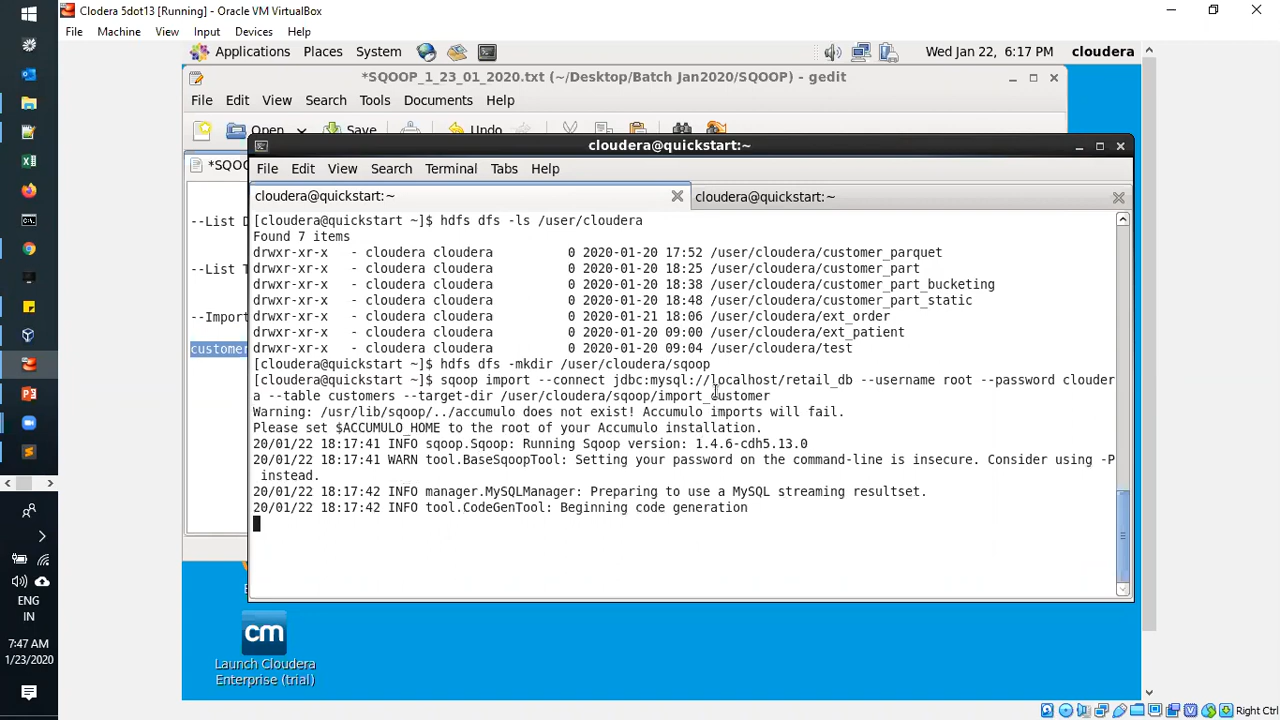 Clodera 5dot13 [Running] - Oracle VM VirtualBox
File Machine View Input Devices Help
Applications Places System
Wed Jan 22, 6:17 PM cloudera
*SQOOP_1_23_01_2020.txt (~/Desktop/Batch Jan2020/SQOOP) - gedit
File Edit View Search Tools Documents Help
Open Save Undo
cloudera@quickstart:~
*SQO
File Edit View Search Terminal Tabs Help
cloudera@quickstart:~
cloudera@quickstart:~
--List D
--List T
--Import
customer
[cloudera@quickstart ~]$ hdfs dfs -ls /user/cloudera
Found 7 items
drwxr-xr-x - cloudera cloudera 0 2020-01-20 17:52 /user/cloudera/customer_parquet
drwxr-xr-x - cloudera cloudera 0 2020-01-20 18:25 /user/cloudera/customer_part
drwxr-xr-x - cloudera cloudera 0 2020-01-20 18:38 /user/cloudera/customer_part_bucketing
drwxr-xr-x - cloudera cloudera 0 2020-01-20 18:48 /user/cloudera/customer_part_static
drwxr-xr-x - cloudera cloudera 0 2020-01-21 18:06 /user/cloudera/ext_order
drwxr-xr-x - cloudera cloudera 0 2020-01-20 09:00 /user/cloudera/ext_patient
drwxr-xr-x - cloudera cloudera 0 2020-01-20 09:04 /user/cloudera/test
[cloudera@quickstart ~]$ hdfs dfs -mkdir /user/cloudera/sqoop
[cloudera@quickstart ~]$ sqoop import --connect jdbc:mysql://localhost/retail_db --username root --password clouder
a --table customers --target-dir /user/cloudera/sqoop/import_customer
Warning: /usr/lib/sqoop/../accumulo does not exist! Accumulo imports will fail.
Please set $ACCUMULO_HOME to the root of your Accumulo installation.
20/01/22 18:17:41 INFO sqoop.Sqoop: Running Sqoop version: 1.4.6-cdh5.13.0
20/01/22 18:17:41 WARN tool.BaseSqoopTool: Setting your password on the command-line is insecure. Consider using -P
instead.
20/01/22 18:17:42 INFO manager.MySQLManager: Preparing to use a MySQL streaming resultset.
20/01/22 18:17:42 INFO tool.CodeGenTool: Beginning code generation
cm
Launch Cloudera
Enterprise (trial)
ENG
IN
7:47 AM
1/23/2020
Right Ctrl